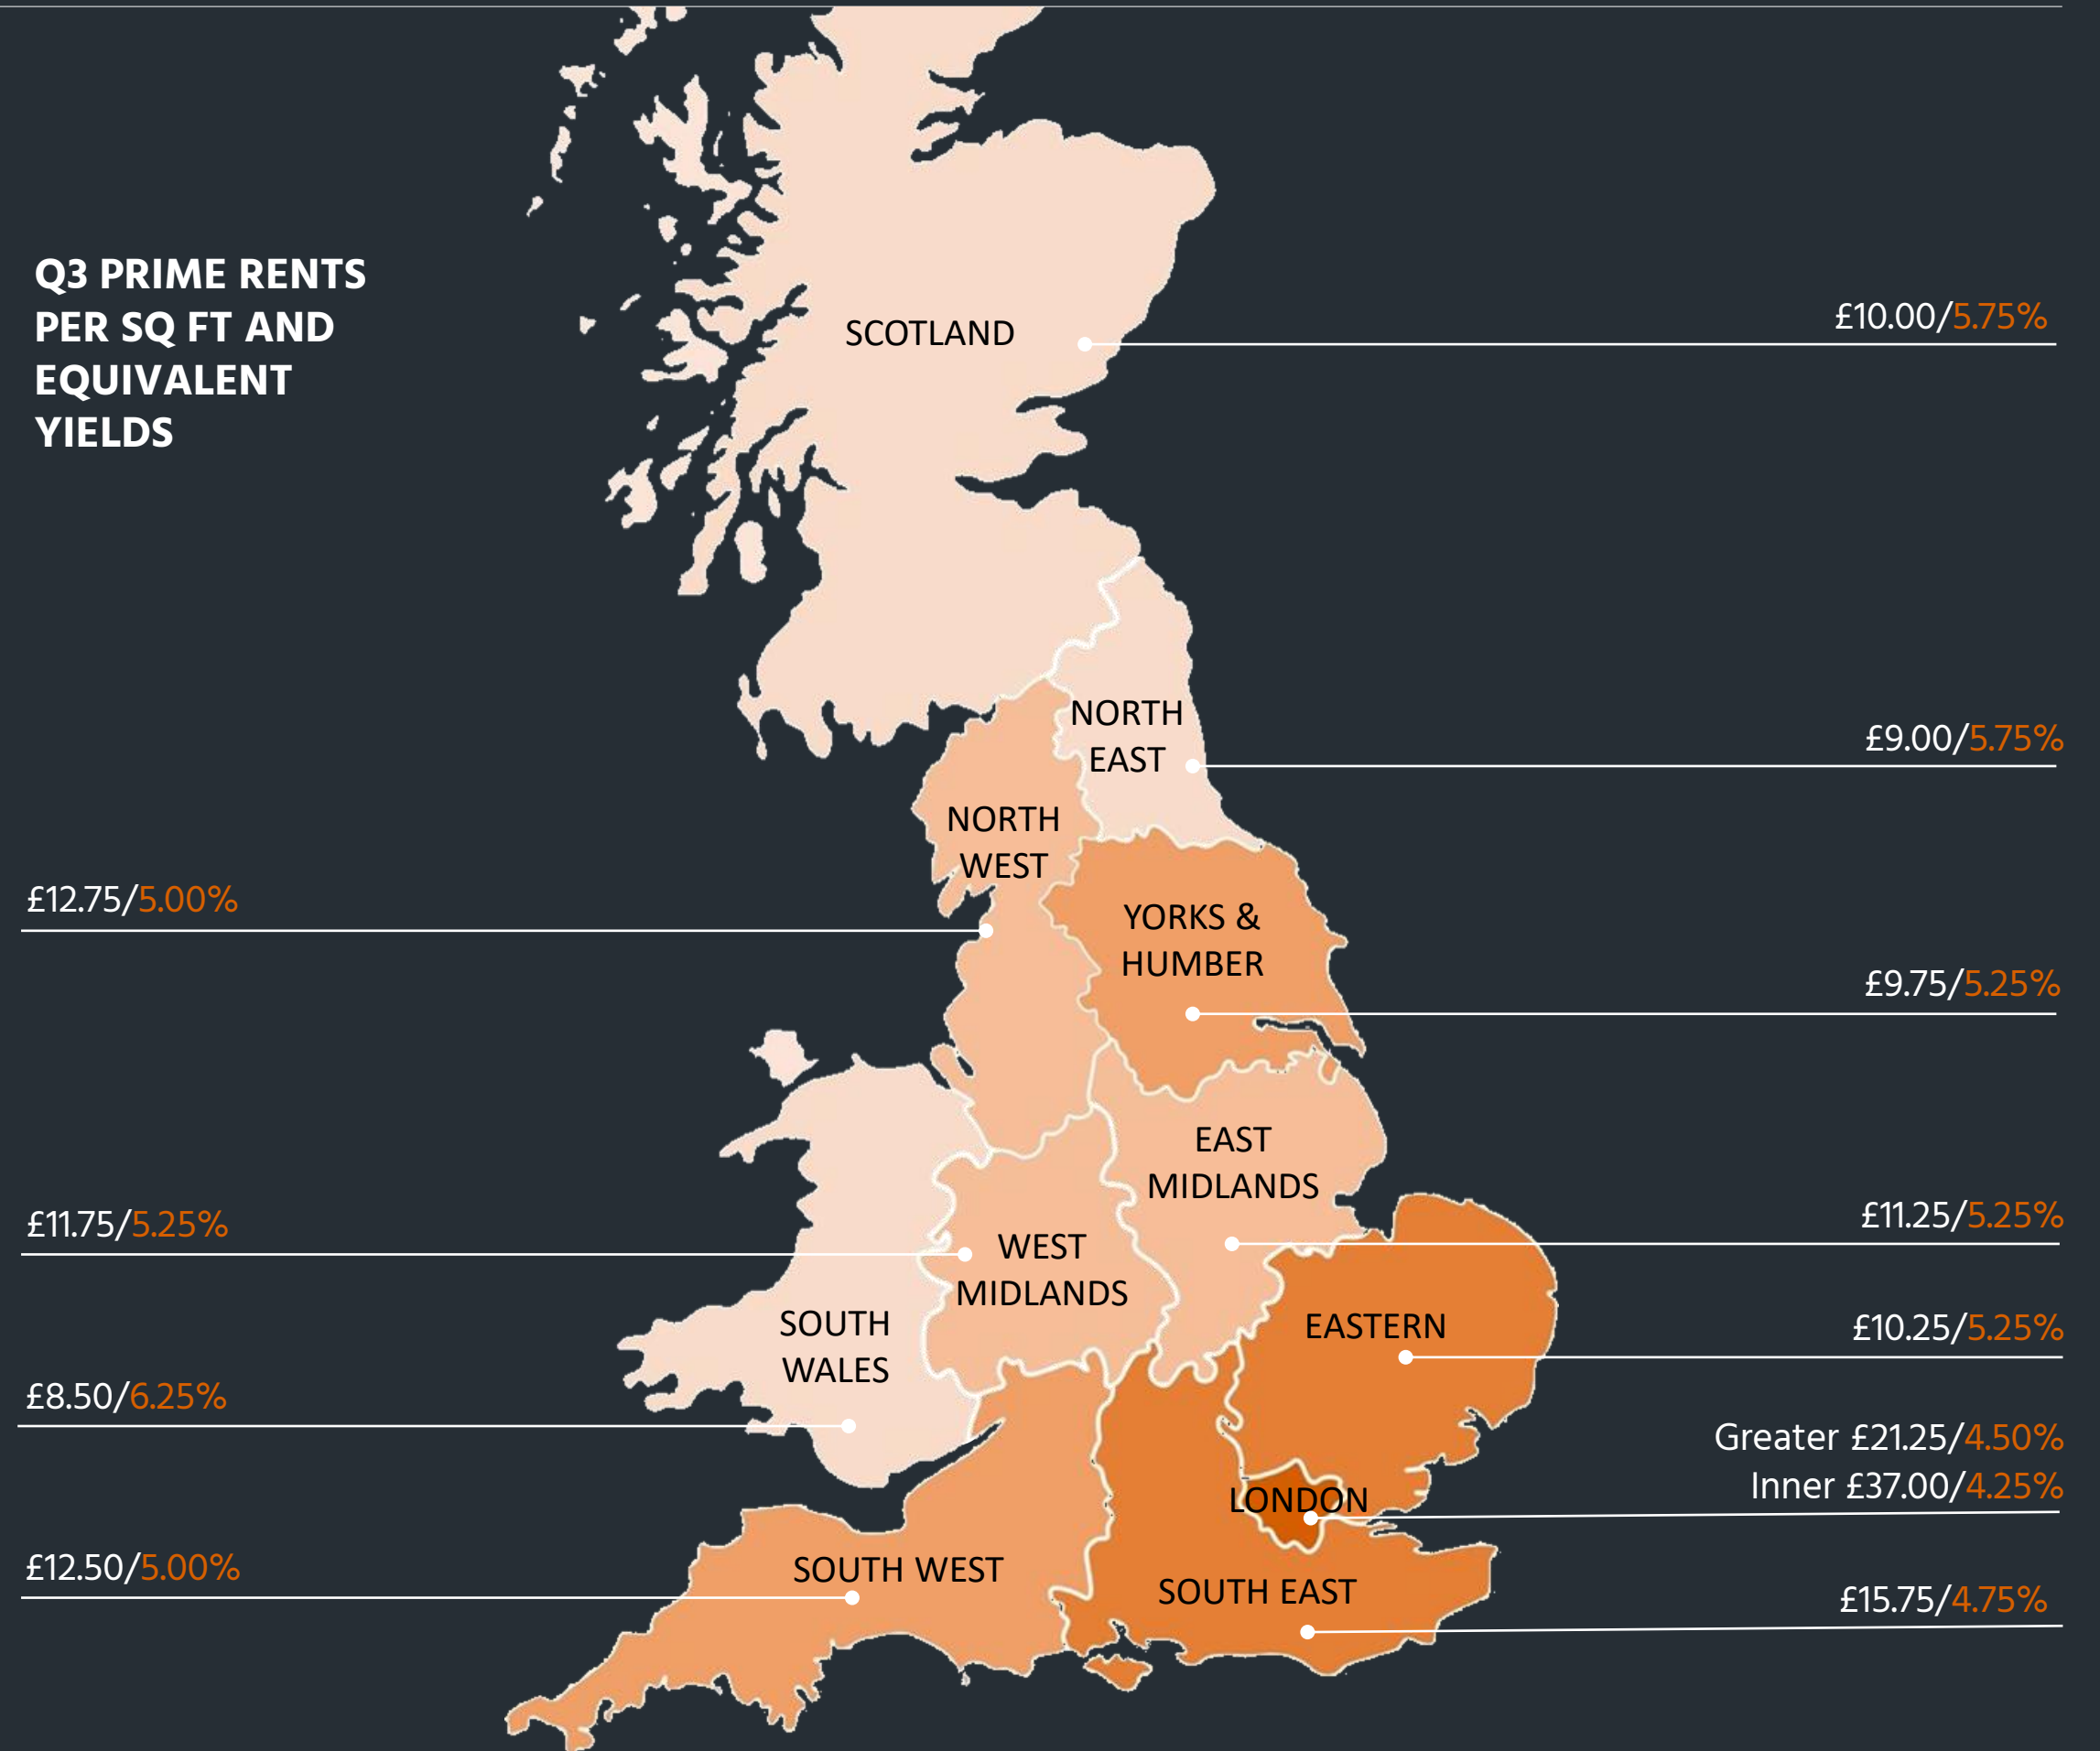 Q3 PRIME RENTS
PER SQ FT AND
EQUIVALENT
YIELDS
SCOTLAND
£10.00/5.75%
NORTH
EAST
£9.00/5.75%
NORTH
WEST
£12.75/5.00%
YORKS &
HUMBER
£9.75/5.25%
EAST
MIDLANDS
£11.25/5.25%
£11.75/5.25%
WEST
MIDLANDS
SOUTH
WALES
£8.50/6.25%
EASTERN
£10.25/5.25%
Greater £21.25/4.50%
Inner £37.00/4.25%
LONDON
£12.50/5.00%
SOUTH WEST
SOUTH EAST
£15.75/4.75%